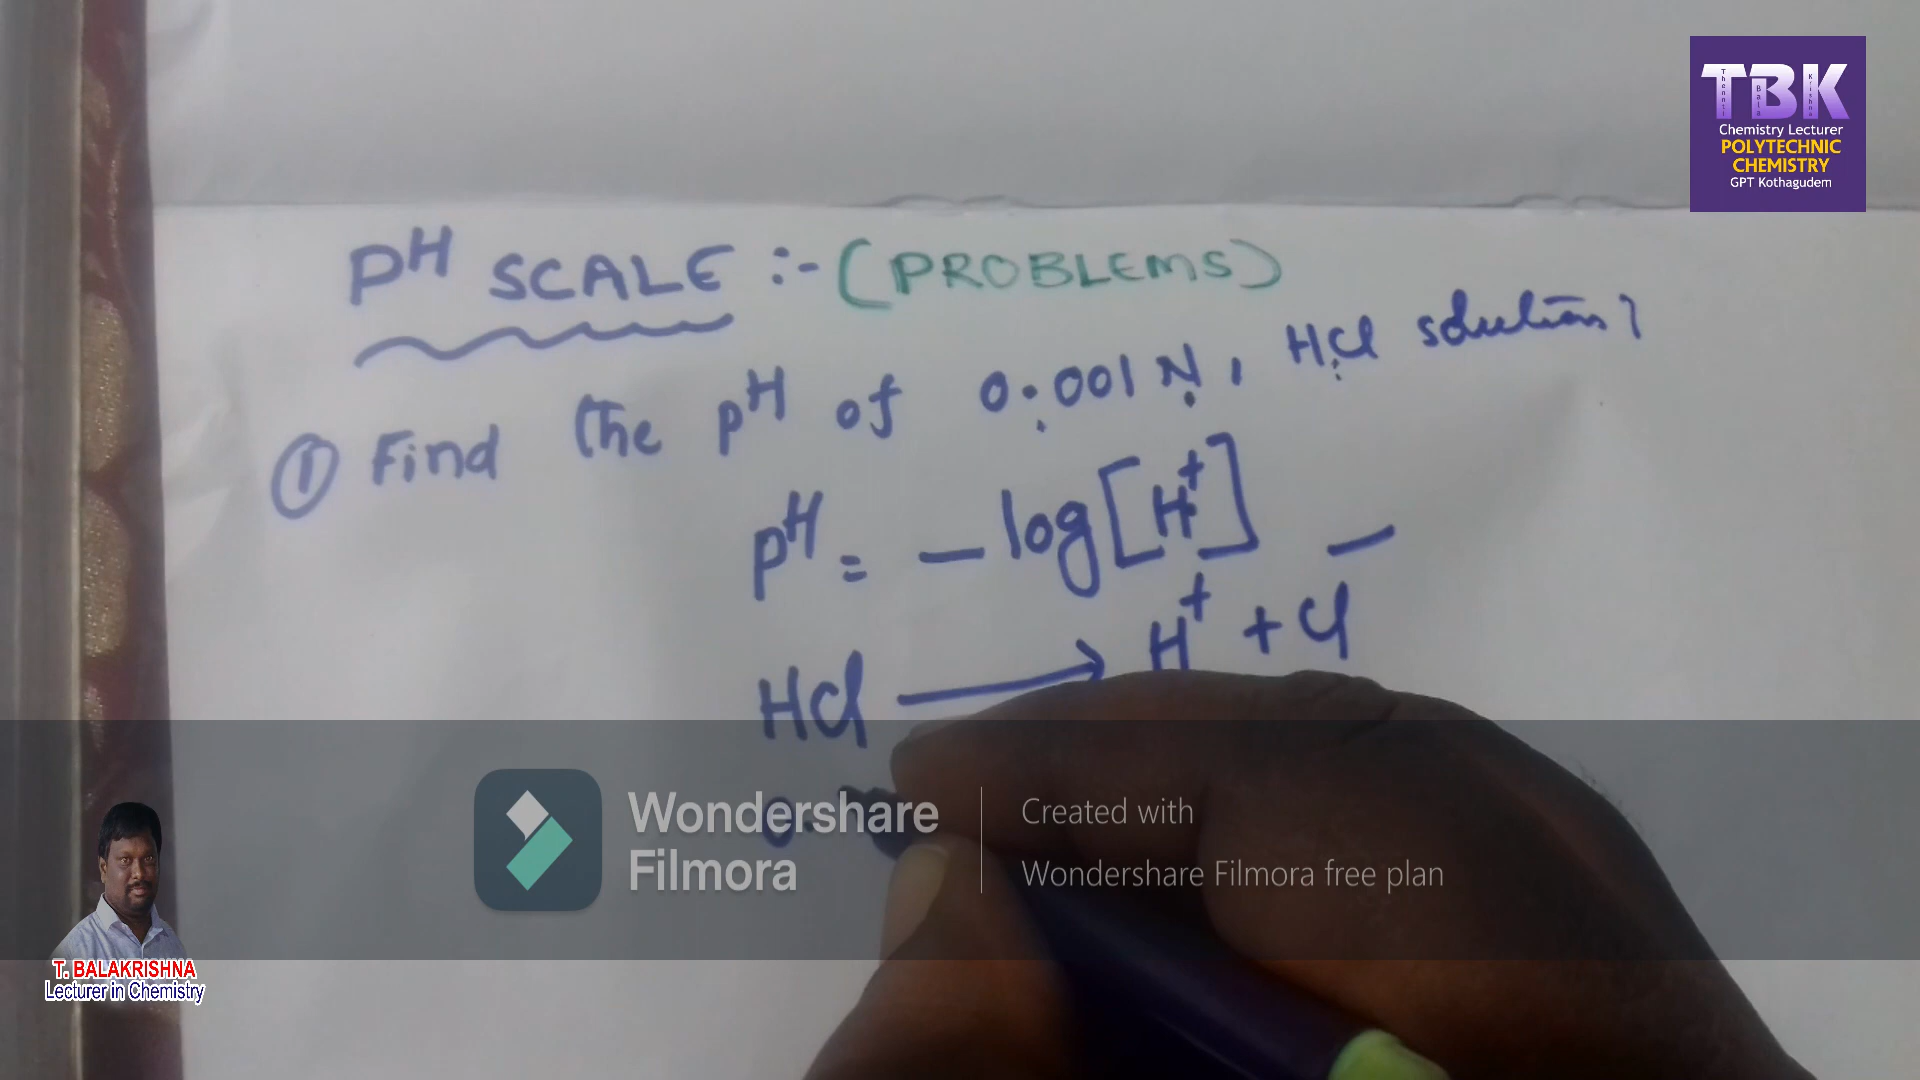 TBK
Chemistry Lecturer
POLYTECHNIC
CHEMISTRY
GPT Kothagudem
PH SCALE :- (PROBLEMS)
① Find the pH of 0.001 N, HCl solution?
pH = - log [H+]
HCl → H+ + Cl-
0.
Wondershare
Filmora
Created with
Wondershare Filmora free plan
T. BALAKRISHNA
Lecturer in Chemistry